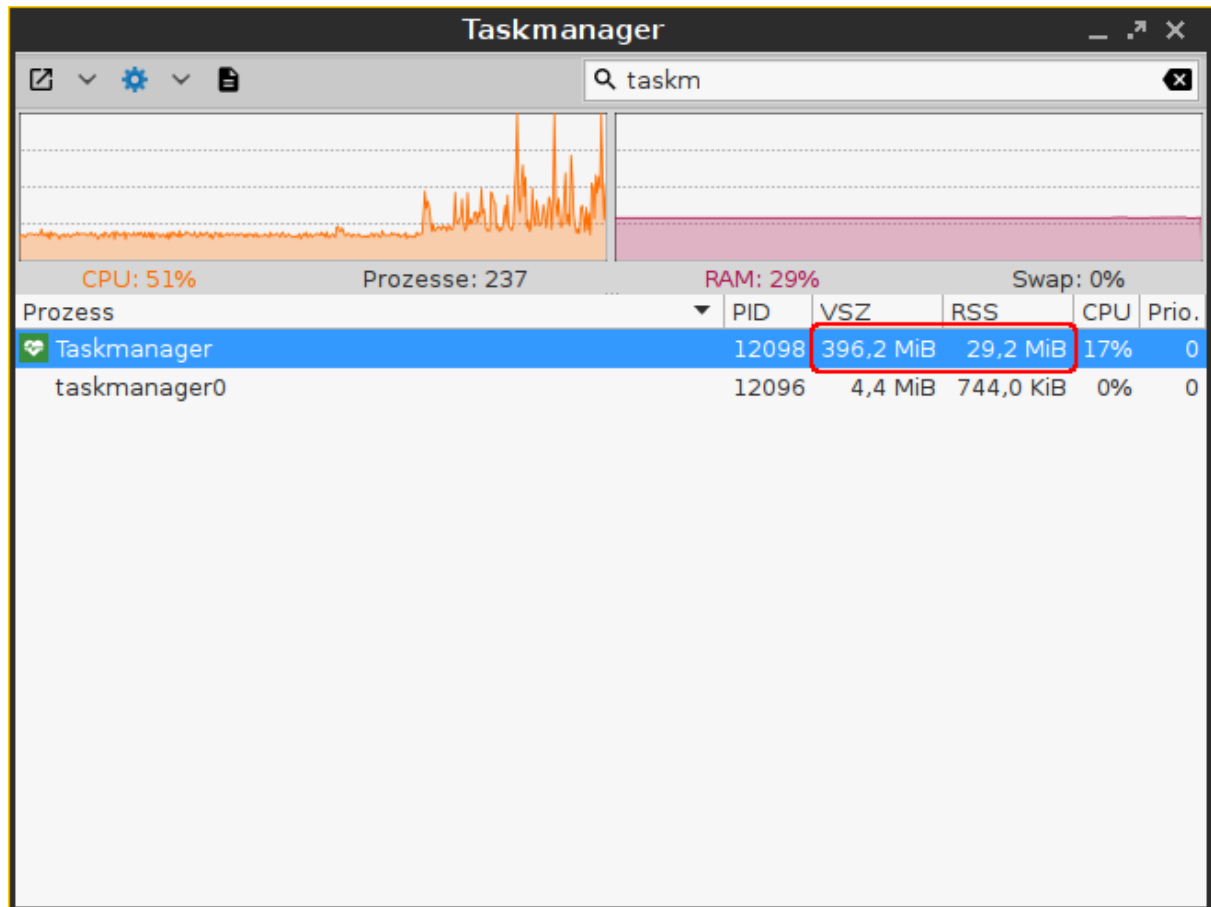 Taskmanager
taskm
CPU: 51% Prozesse: 237 RAM: 29% Swap: 0%
Prozess PID VSZ RSS CPU Prio.
Taskmanager 12098 396,2 MiB 29,2 MiB 17% 0
taskmanager0 12096 4,4 MiB 744,0 KiB 0% 0